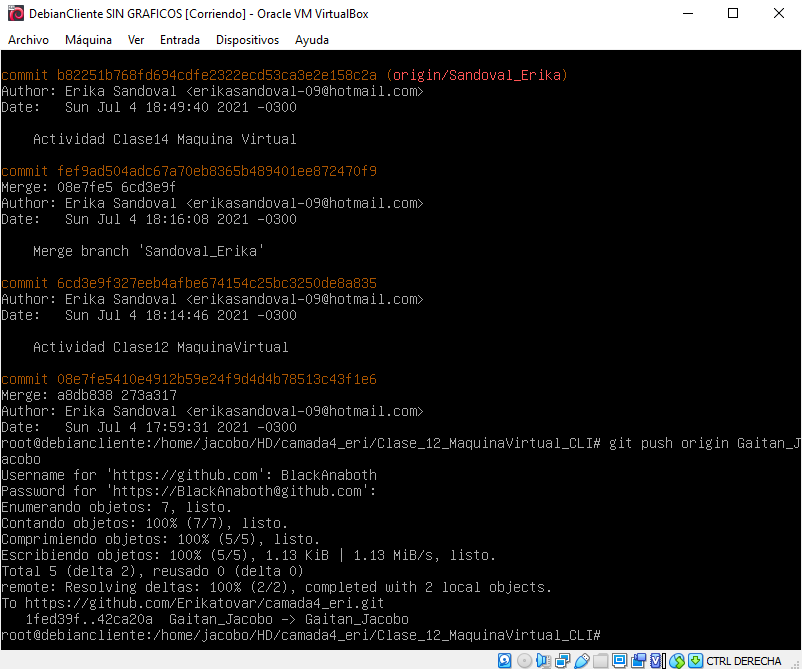 DebianCliente SIN GRAFICOS [Corriendo] - Oracle VM VirtualBox
Archivo Máquina Ver Entrada Dispositivos Ayuda
commit b82251b768fd694cdfe2322ecd53ca3e2e158c2a (origin/Sandoval_Erika)
Author: Erika Sandoval <erikasandoval-09@hotmail.com>
Date:   Sun Jul 4 18:49:40 2021 -0300
Actividad Clase14 Maquina Virtual
commit fef9ad504adc67a70eb8365b489401ee872470f9
Merge: 08e7fe5 6cd3e9f
Author: Erika Sandoval <erikasandoval-09@hotmail.com>
Date:   Sun Jul 4 18:16:08 2021 -0300
Merge branch 'Sandoval_Erika'
commit 6cd3e9f327eeb4afbe674154c25bc3250de8a835
Author: Erika Sandoval <erikasandoval-09@hotmail.com>
Date:   Sun Jul 4 18:14:46 2021 -0300
Actividad Clase12 MaquinaVirtual
commit 08e7fe5410e4912b59e24f9d4d4b78513c43f1e6
Merge: a8db838 273a317
Author: Erika Sandoval <erikasandoval-09@hotmail.com>
Date:   Sun Jul 4 17:59:31 2021 -0300
root@debiancliente:/home/jacobo/HD/camada4_eri/Clase_12_MaquinaVirtual_CLI# git push origin Gaitan_J
acobo
Username for 'https://github.com': BlackAnaboth
Password for 'https://BlackAnaboth@github.com':
Enumerando objetos: 7, listo.
Contando objetos: 100% (7/7), listo.
Comprimiendo objetos: 100% (5/5), listo.
Escribiendo objetos: 100% (5/5), 1.13 KiB | 1.13 MiB/s, listo.
Total 5 (delta 2), reusado 0 (delta 0)
remote: Resolving deltas: 100% (2/2), completed with 2 local objects.
To https://github.com/Erikatovar/camada4_eri.git
1fed39f..42ca20a  Gaitan_Jacobo -> Gaitan_Jacobo
root@debiancliente:/home/jacobo/HD/camada4_eri/Clase_12_MaquinaVirtual_CLI#
CTRL DERECHA